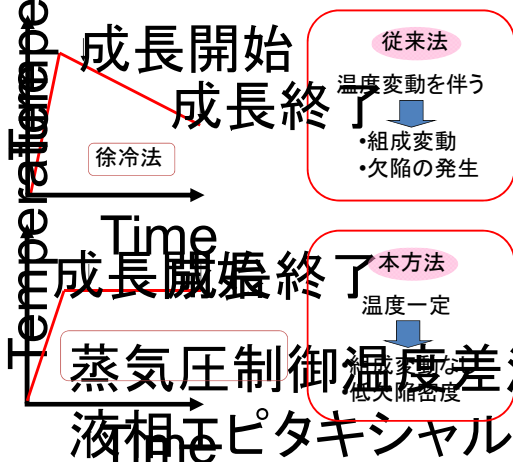 Temperature
成長開始
成長終了
徐冷法
Time
従来法
温度変動を伴う
•組成変動
•欠陥の発生
Temperature
成長開始
成長終了
蒸気圧制御温度差
液相エピタキシャル
Time
本方法
温度一定
組成変動な
低欠陥密度